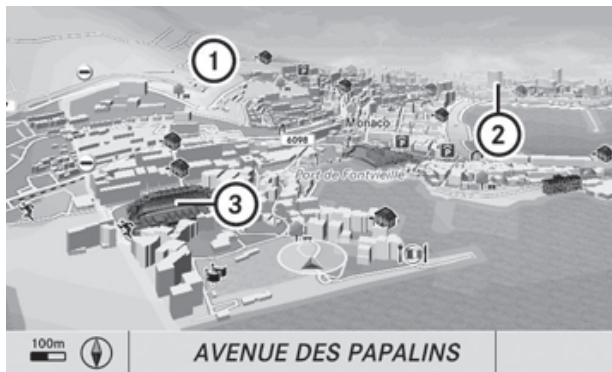 1
2
P
Monaco
6098
P
P
Port de Fontvieille
3
100m
AVENUE DES PAPALINS